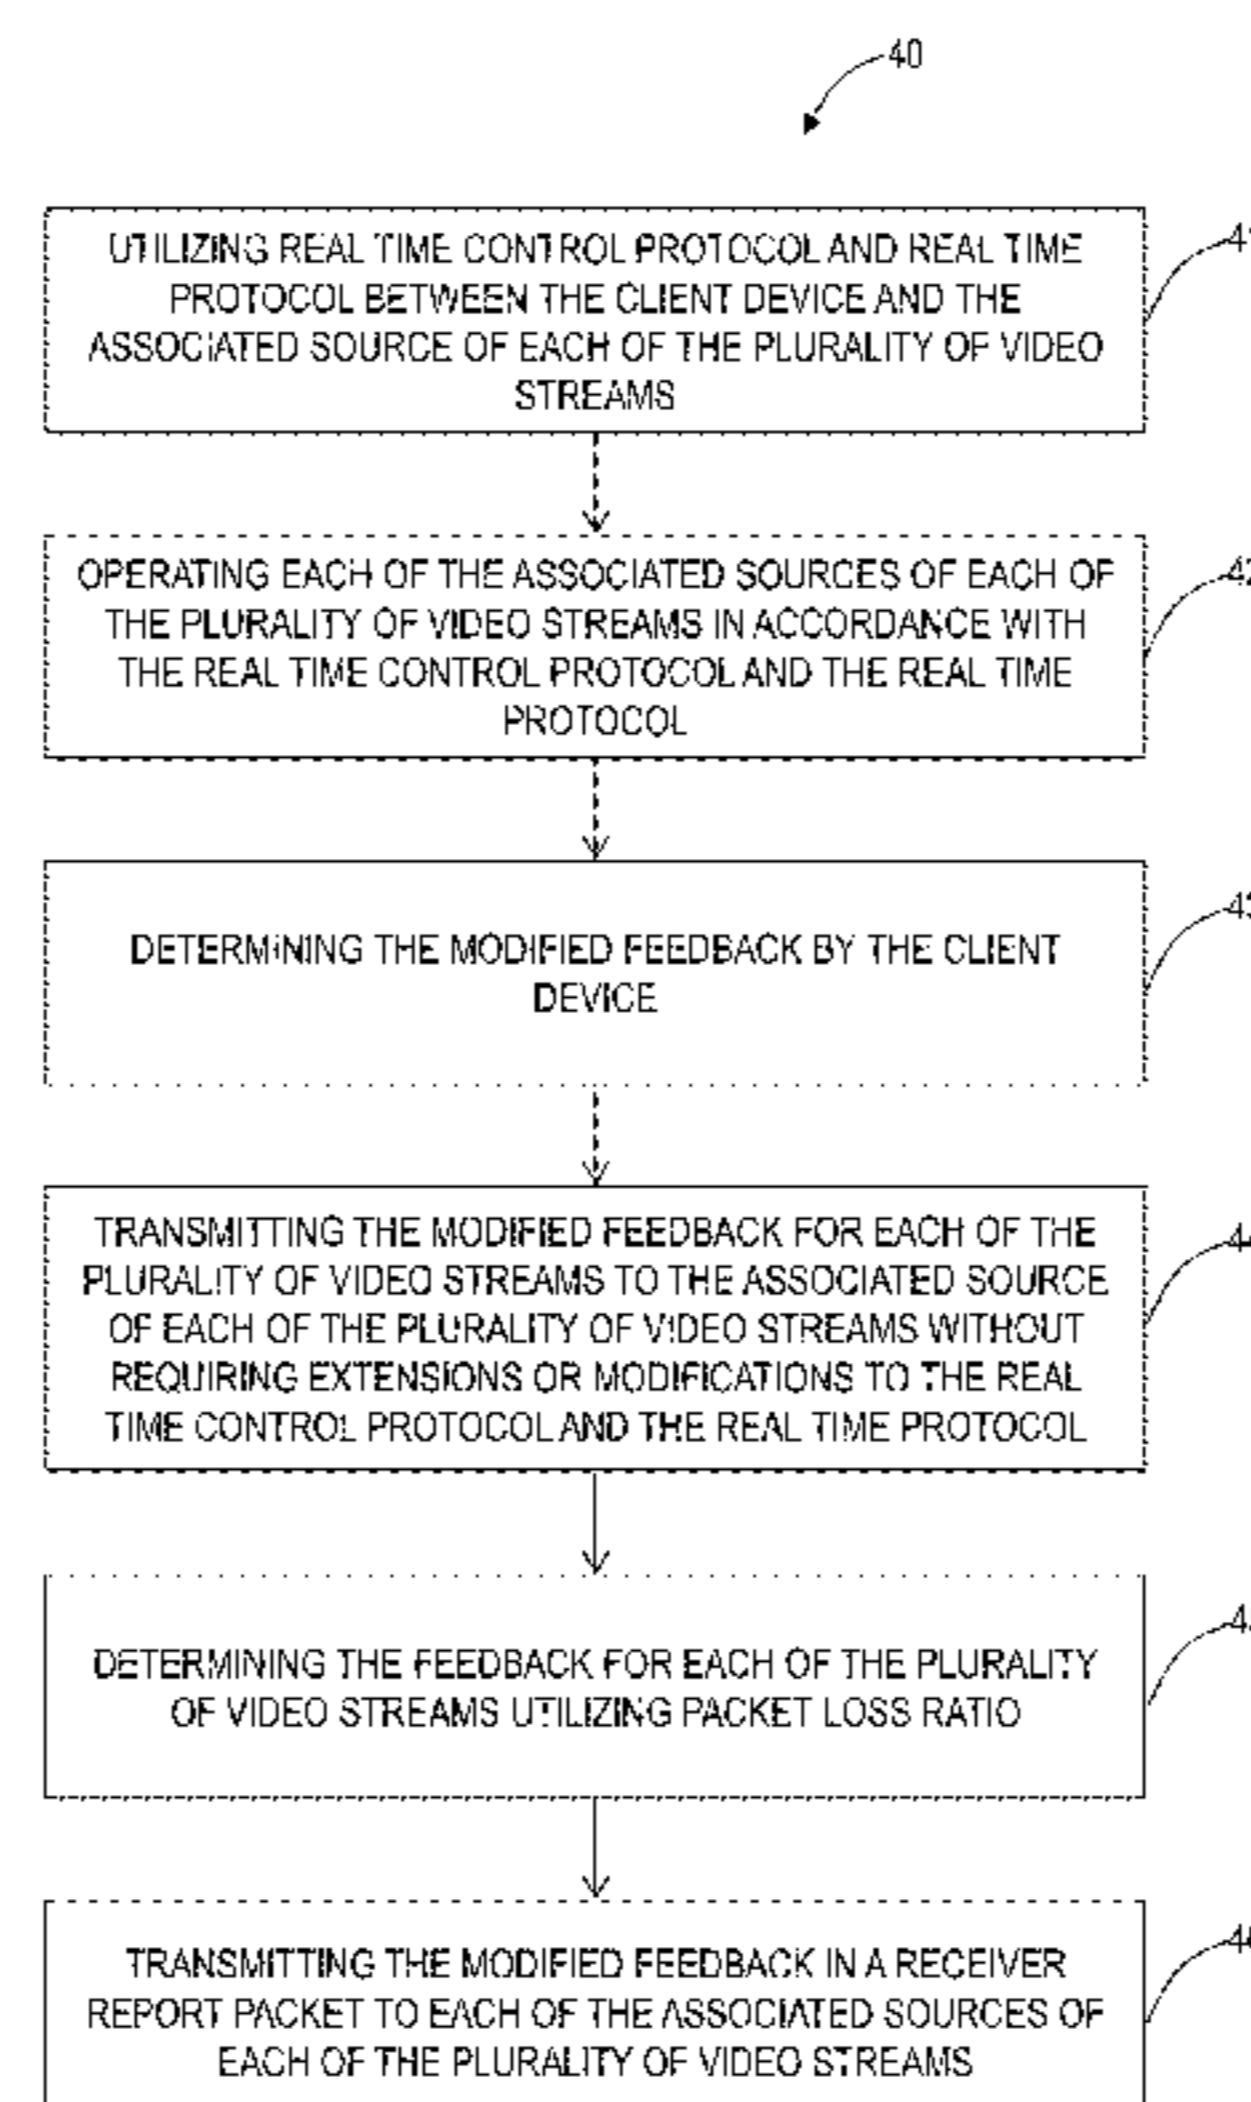 40
UTILIZING REAL TIME CONTROL PROTOCOL AND REAL TIME
PROTOCOL BETWEEN THE CLIENT DEVICE AND THE
ASSOCIATED SOURCE OF EACH OF THE PLURALITY OF VIDEO
STREAMS
41
OPERATING EACH OF THE ASSOCIATED SOURCES OF EACH OF
THE PLURALITY OF VIDEO STREAMS IN ACCORDANCE WITH
THE REAL TIME CONTROL PROTOCOL AND THE REAL TIME
PROTOCOL
42
DETERMINING THE MODIFIED FEEDBACK BY THE CLIENT
DEVICE
43
TRANSMITTING THE MODIFIED FEEDBACK FOR EACH OF THE
PLURALITY OF VIDEO STREAMS TO THE ASSOCIATED SOURCE
OF EACH OF THE PLURALITY OF VIDEO STREAMS WITHOUT
REQUIRING EXTENSIONS OR MODIFICATIONS TO THE REAL
TIME CONTROL PROTOCOL AND THE REAL TIME PROTOCOL
44
DETERMINING THE FEEDBACK FOR EACH OF THE PLURALITY
OF VIDEO STREAMS UTILIZING PACKET LOSS RATIO
45
TRANSMITTING THE MODIFIED FEEDBACK IN A RECEIVER
REPORT PACKET TO EACH OF THE ASSOCIATED SOURCES OF
EACH OF THE PLURALITY OF VIDEO STREAMS
46